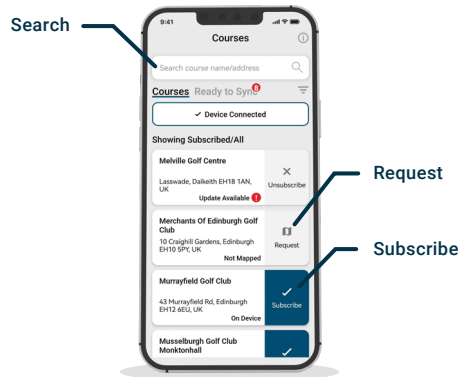 Search
9:41
Courses
Search course name/address
Courses Ready to Sync 8
✓ Device Connected
Showing Subscribed/All
Melville Golf Centre
Lasswade, Dalkeith EH18 1AN,
UK
Update Available !
Unsubscribe
Merchants Of Edinburgh Golf
Club
10 Craighill Gardens, Edinburgh
EH10 5PY, UK
Not Mapped
Request
Murrayfield Golf Club
43 Murrayfield Rd, Edinburgh
EH12 6EU, UK
On Device
Subscribe
Musselburgh Golf Club
Monktonhall
Request
Subscribe